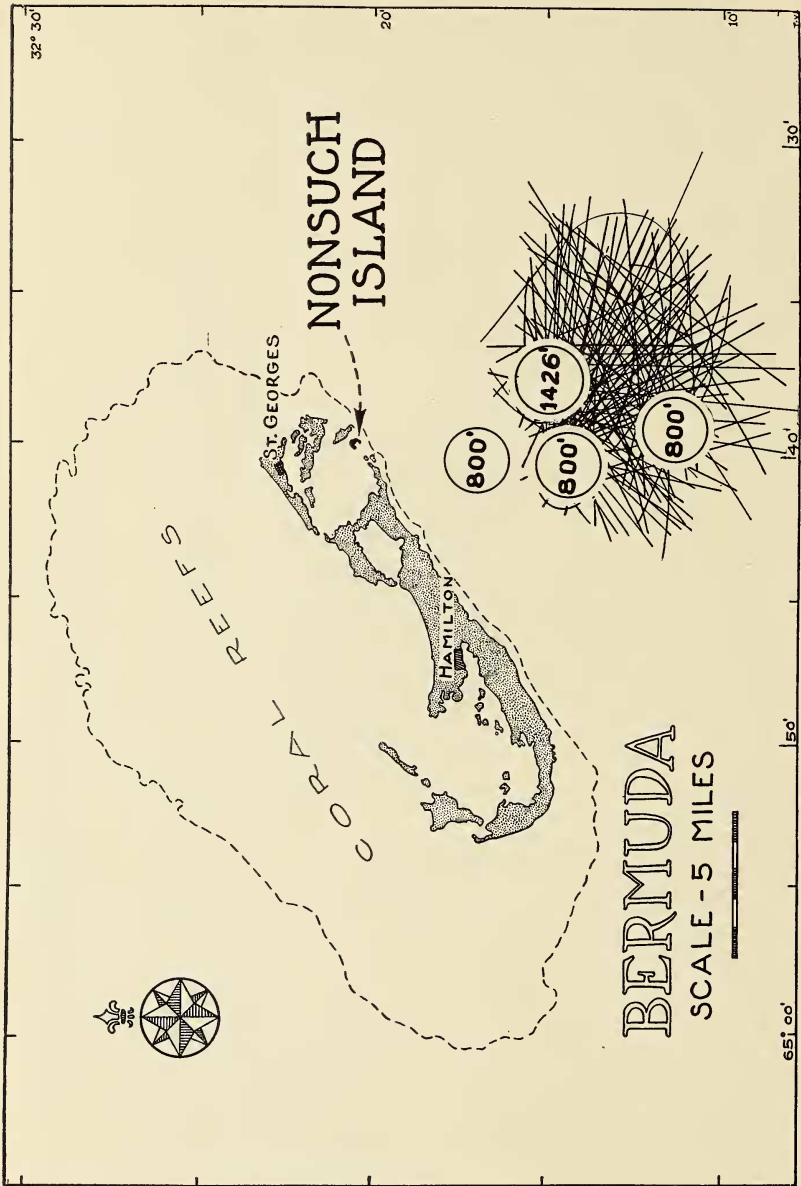 32° 30'
ST. GEORGES
NONSUCH
ISLAND
CORAL REEFS
20'
HAMILTON
800'
1426'
800'
800'
BERMUDA
SCALE - 5 MILES
10'
65° 00'
50'
40'
30'